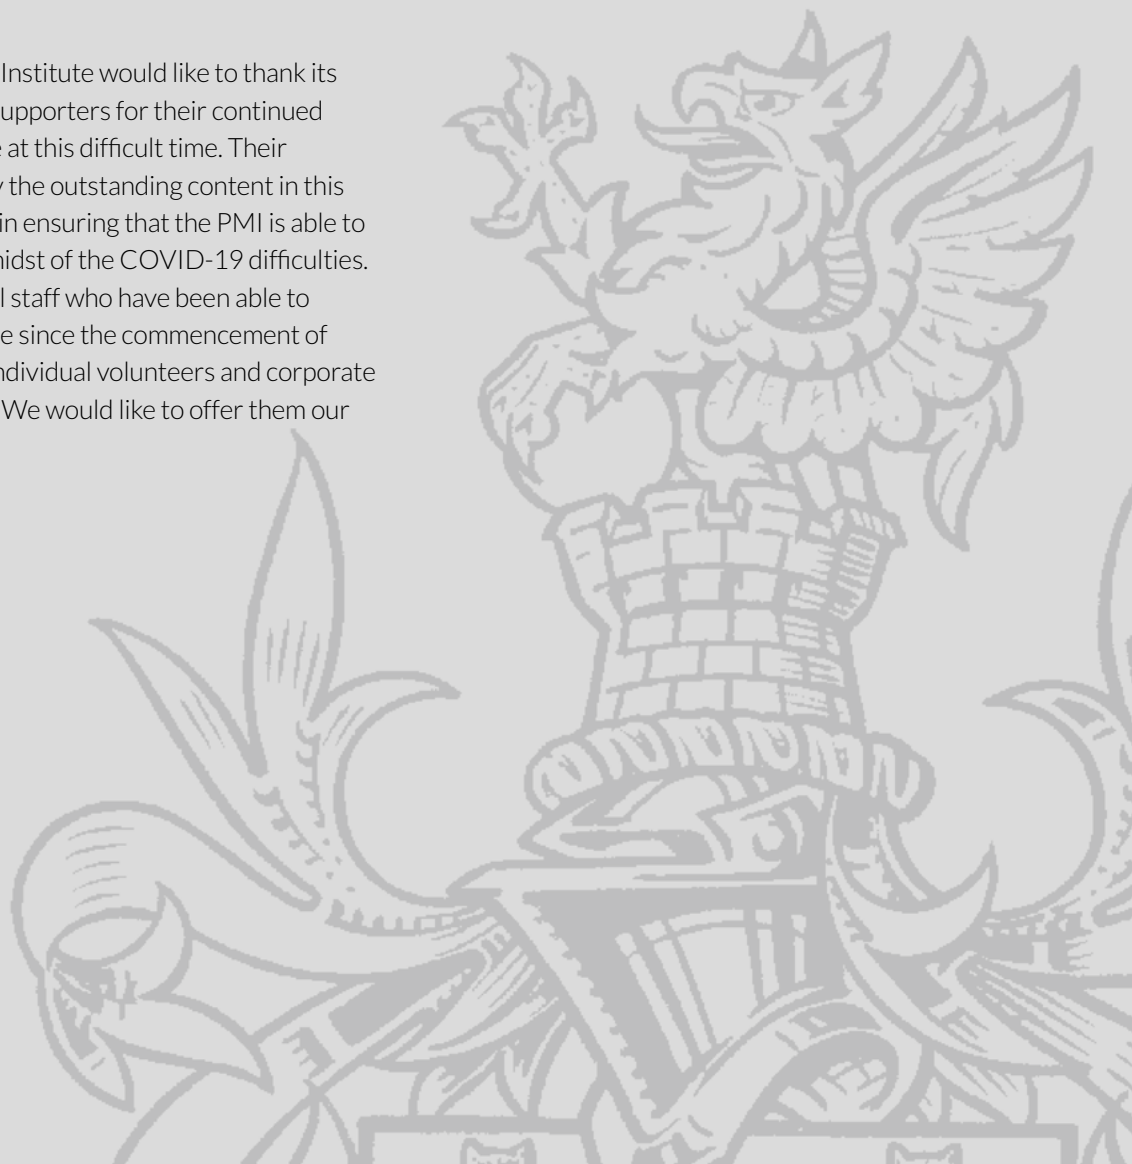 Institute would like to thank its
upporters for their continued
at this difficult time. Their
the outstanding content in this
in ensuring that the PMI is able to
idst of the COVID-19 difficulties.
l staff who have been able to
e since the commencement of
ndividual volunteers and corporate
We would like to offer them our